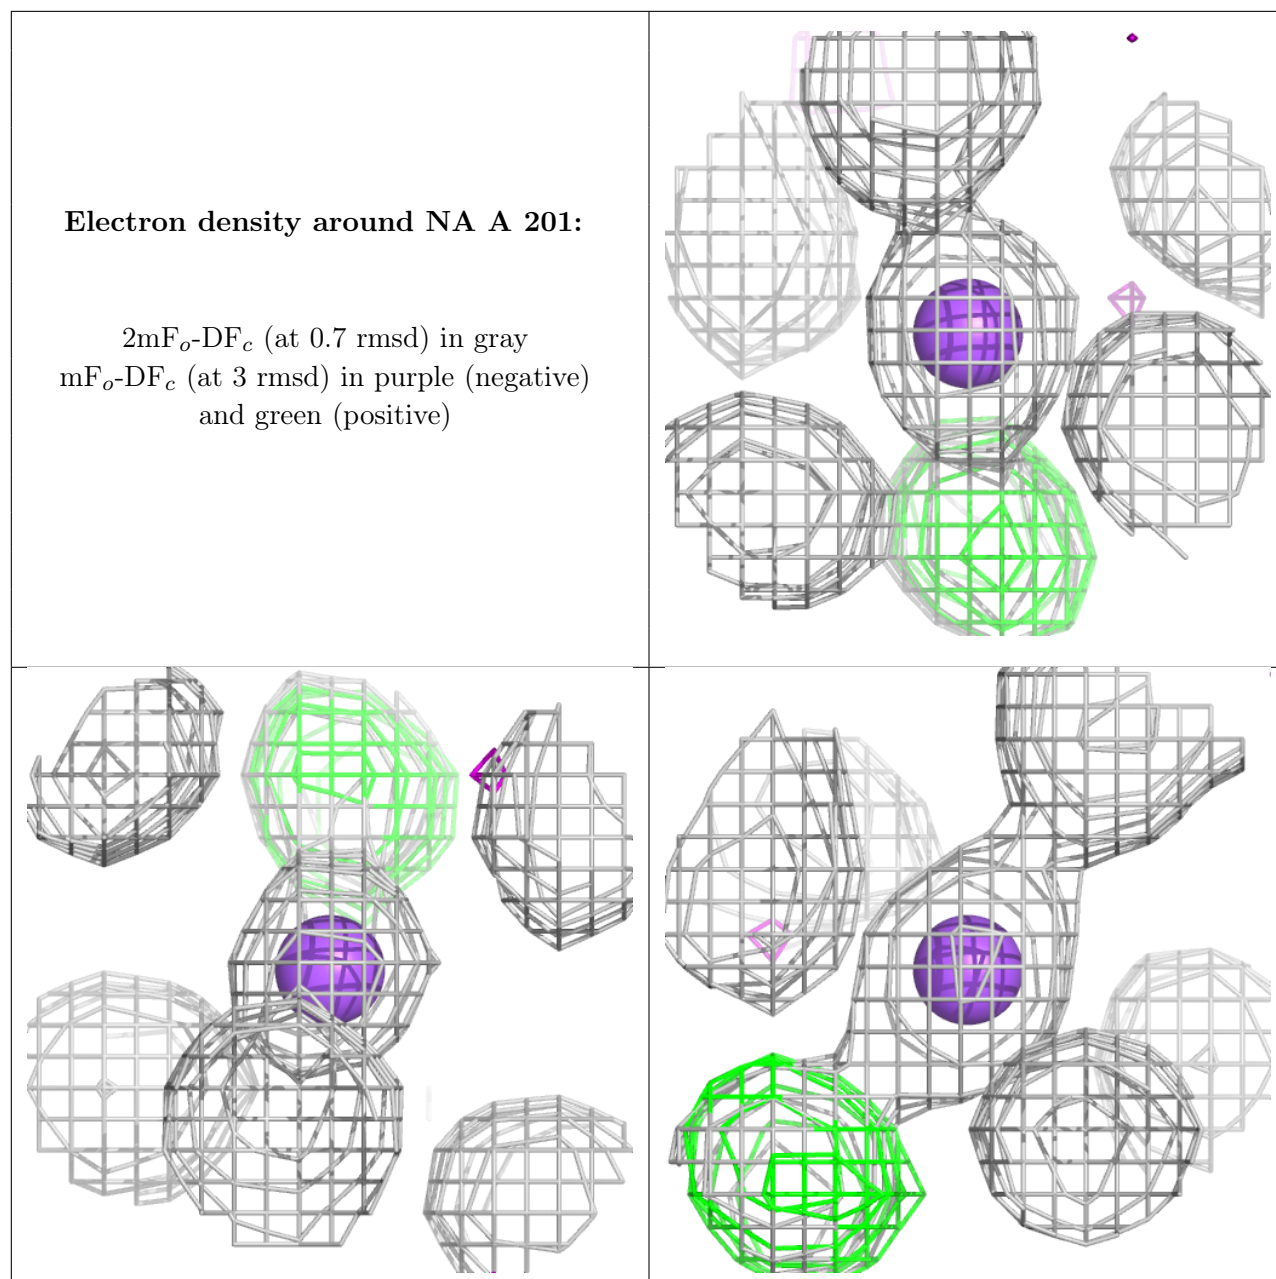 Electron density around NA A 201:
2mFo-DFc (at 0.7 rmsd) in gray
mFo-DFc (at 3 rmsd) in purple (negative)
and green (positive)